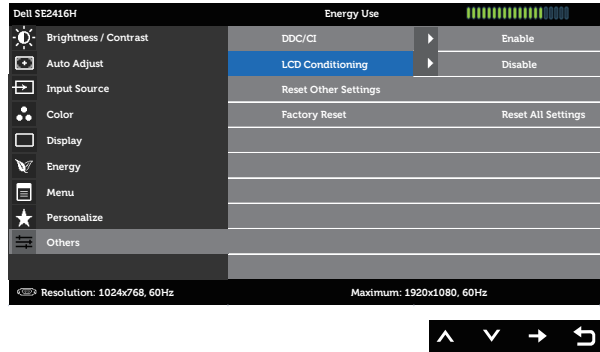 Dell SE2416H Energy Use
Brightness / Contrast DDC/CI Enable
Auto Adjust LCD Conditioning Disable
Input Source Reset Other Settings
Color Factory Reset Reset All Settings
Display
Energy
Menu
Personalize
Others
Resolution: 1024x768, 60Hz Maximum: 1920x1080, 60Hz